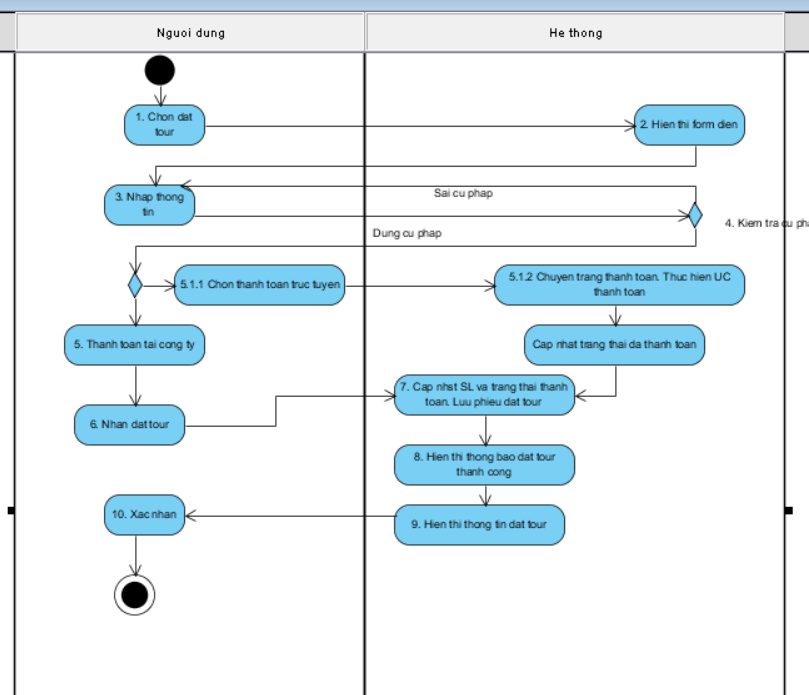 Nguoi dung
He thong
1. Chon dat
tour
2. Hien thi form dien
3. Nhap thong
tin
Sai cu phap
4. Kiem tra cu
Dung cu phap
5.1.1 Chon thanh toan truc tuyen
5.1.2 Chuyen trang thanh toan. Thuc hien UC
thanh toan
5. Thanh toan tai cong ty
Cap nhat trang thai da thanh toan
7. Cap nhst SL va trang thai thanh
toan. Luu phieu dat tour
6. Nhan dat tour
8. Hien thi thong bao dat tour
thanh cong
10. Xac nhan
9. Hien thi thong tin dat tour